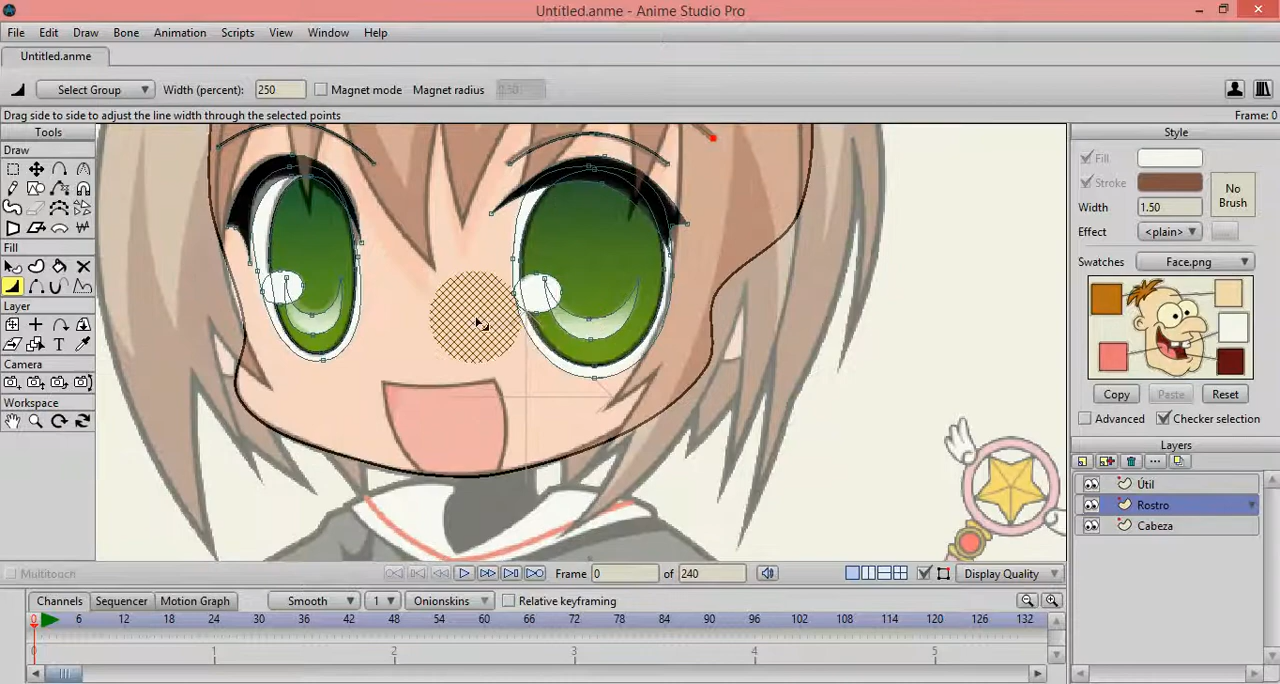 Untitled.anme - Anime Studio Pro
File Edit Draw Bone Animation Scripts View Window Help
Untitled.anme
Select Group Width (percent): 250 Magnet mode Magnet radius 0.50
Drag side to side to adjust the line width through the selected points Frame: 0
Tools
Draw
Fill
Layer
T
Camera
Workspace
Style
Fill
Stroke
No Brush
Width 1.50
Effect <plain> ...
Swatches Face.png
Copy Paste Reset
Advanced Checker selection
Layers
Útil
Rostro
Cabeza
Multitouch Frame 0 of 240 Display Quality
Channels Sequencer Motion Graph Smooth 1 Onionskins Relative keyframing
0 6 12 18 24 30 36 42 48 54 60 66 72 78 84 90 96 102 108 114 120 126 132
0 1 2 3 4 5